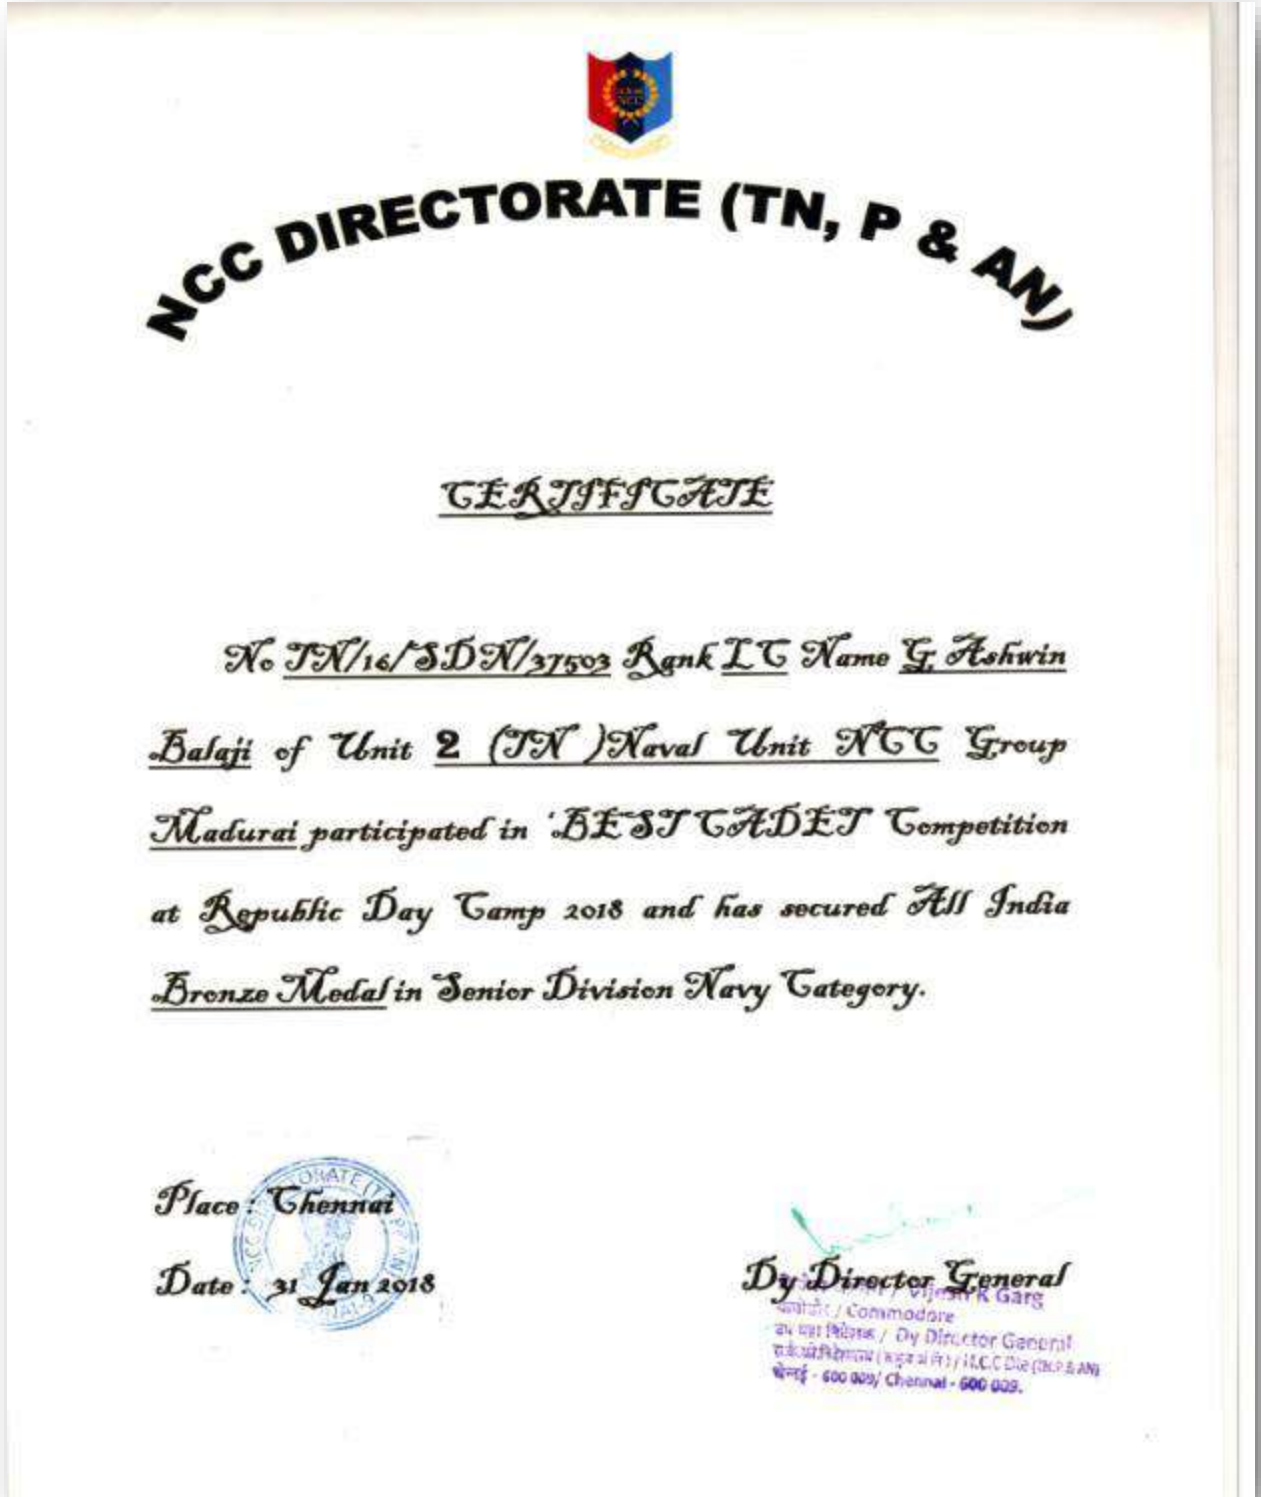 NCC DIRECTORATE (TN, P & AN)
CERTIFICATE
No TN/16/SDN/37503 Rank LC Name G Ashwin
Balaji of Unit 2 (TN )Naval Unit NCC Group
Madurai participated in 'BEST CADET Competition
at Republic Day Camp 2018 and has secured All India
Bronze Medal in Senior Division Navy Category.
Place : Chennai
Date : 31 Jan 2018
Dy Director General
/ Vijesh K Garg
/ Commodore
/ Dy Director General
/ N.C.C Dte (TN.P & AN)
चेन्नई - 600 009/ Chennai - 600 009.